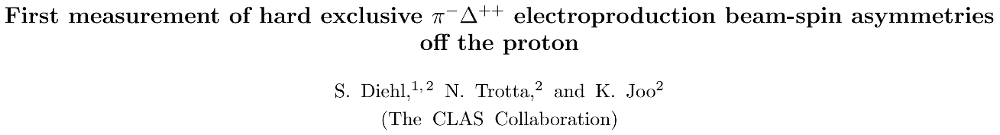 First measurement of hard exclusive π⁻Δ⁺⁺ electroproduction beam-spin asymmetries
off the proton
S. Diehl,¹,² N. Trotta,² and K. Joo²
(The CLAS Collaboration)